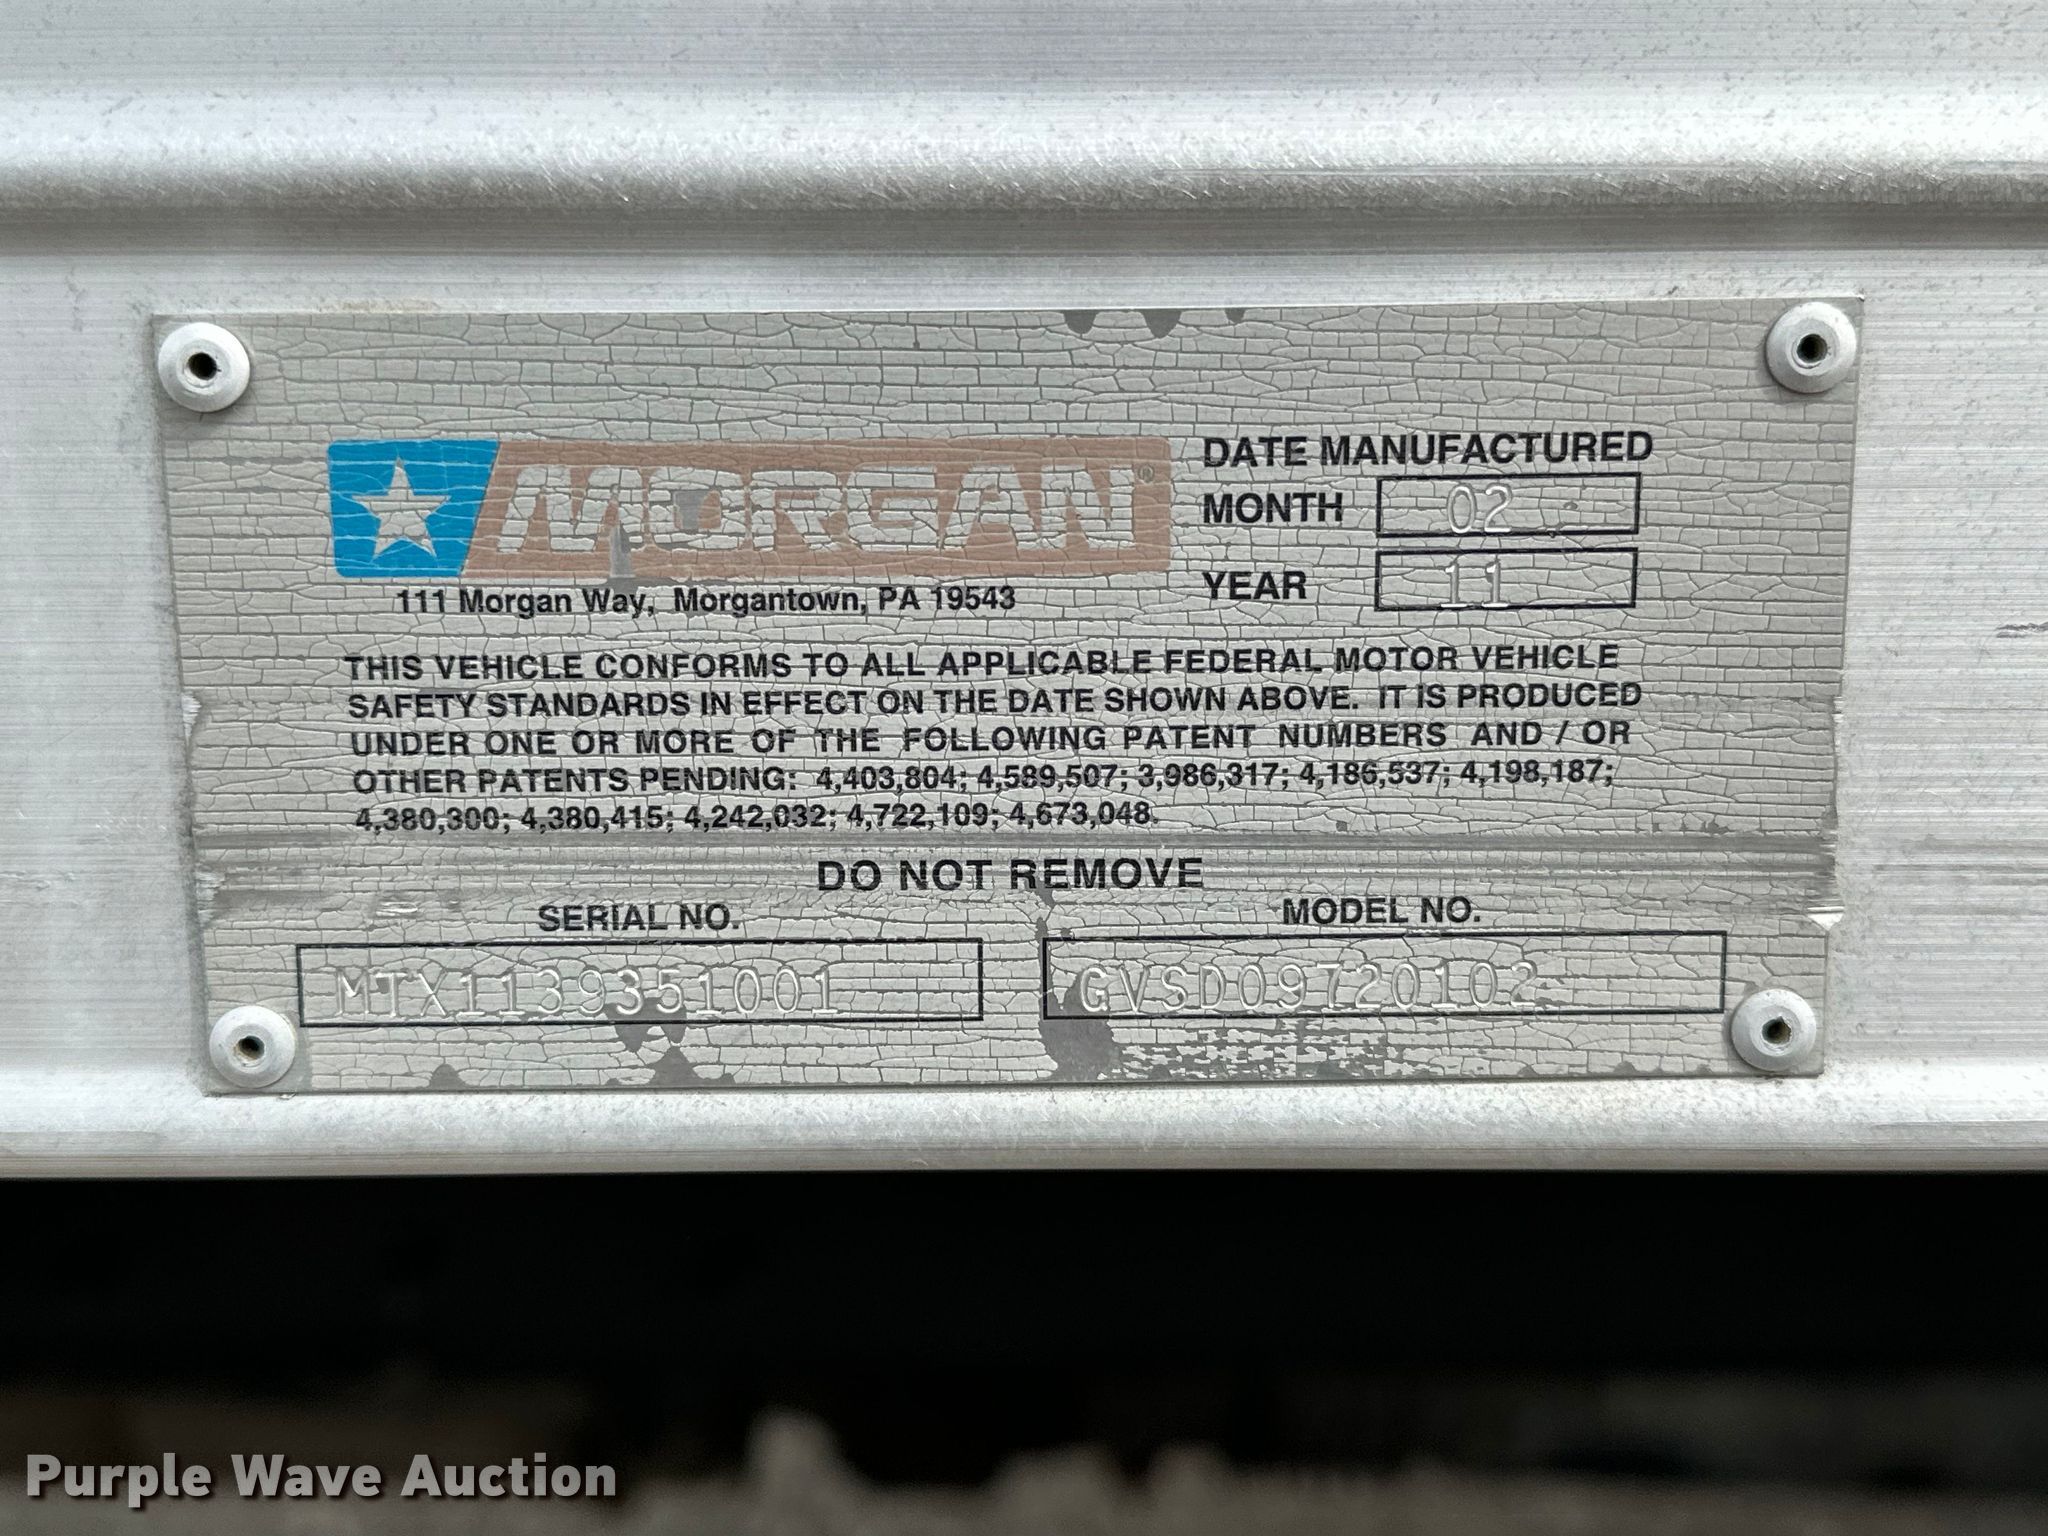 MORGAN®
111 Morgan Way, Morgantown, PA 19543
DATE MANUFACTURED
MONTH 02
YEAR 11
THIS VEHICLE CONFORMS TO ALL APPLICABLE FEDERAL MOTOR VEHICLE
SAFETY STANDARDS IN EFFECT ON THE DATE SHOWN ABOVE. IT IS PRODUCED
UNDER ONE OR MORE OF THE FOLLOWING PATENT NUMBERS AND / OR
OTHER PATENTS PENDING: 4,403,804; 4,589,507; 3,986,317; 4,186,537; 4,198,187;
4,380,300; 4,380,415; 4,242,032; 4,722,109; 4,673,048.
DO NOT REMOVE
SERIAL NO.
MTX1139351001
MODEL NO.
GVSD09720102
Purple Wave Auction